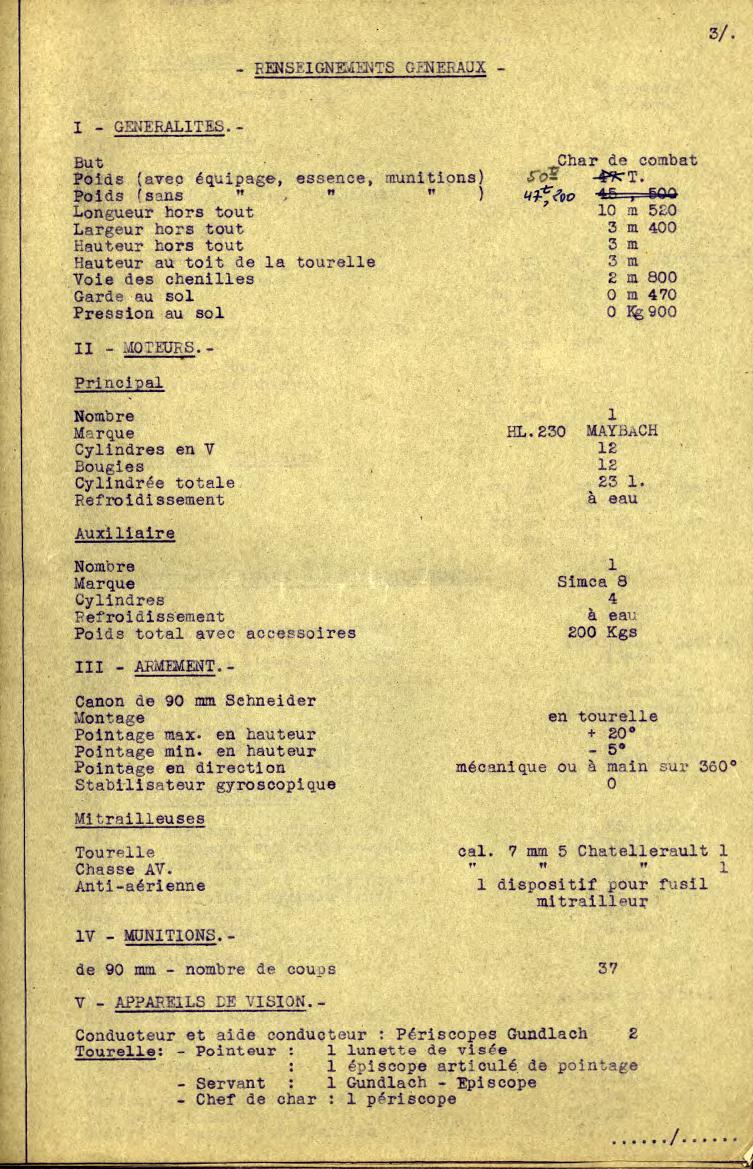 3/.
- RENSEIGNEMENTS GENERAUX -
I - GENERALITES.-
But Char de combat
Poids (avec équipage, essence, munitions) 50T T.
Poids (sans " , " " ) 47t,200 45 , 500
Longueur hors tout 10 m 520
Largeur hors tout 3 m 400
Hauteur hors tout 3 m
Hauteur au toit de la tourelle 3 m
Voie des chenilles 2 m 800
Garde au sol 0 m 470
Pression au sol 0 Kg 900
II - MOTEURS.-
Principal
Nombre 1
Marque HL.230 MAYBACH
Cylindres en V 12
Bougies 12
Cylindrée totale 23 l.
Refroidissement à eau
Auxiliaire
Nombre 1
Marque Simca 8
Cylindres 4
Refroidissement à eau
Poids total avec accessoires 200 Kgs
III - ARMEMENT.-
Canon de 90 mm Schneider
Montage en tourelle
Pointage max. en hauteur + 20°
Pointage min. en hauteur - 5°
Pointage en direction mécanique ou à main sur 360°
Stabilisateur gyroscopique 0
Mitrailleuses
Tourelle cal. 7 mm 5 Chatellerault 1
Chasse AV. " " " 1
Anti-aérienne 1 dispositif pour fusil
mitrailleur
1V - MUNITIONS.-
de 90 mm - nombre de coups 37
V - APPAREILS DE VISION.-
Conducteur et aide conducteur : Périscopes Gundlach 2
Tourelle: - Pointeur : 1 lunette de visée
: 1 épiscope articulé de pointage
- Servant : 1 Gundlach - Episcope
- Chef de char : 1 périscope
....../......